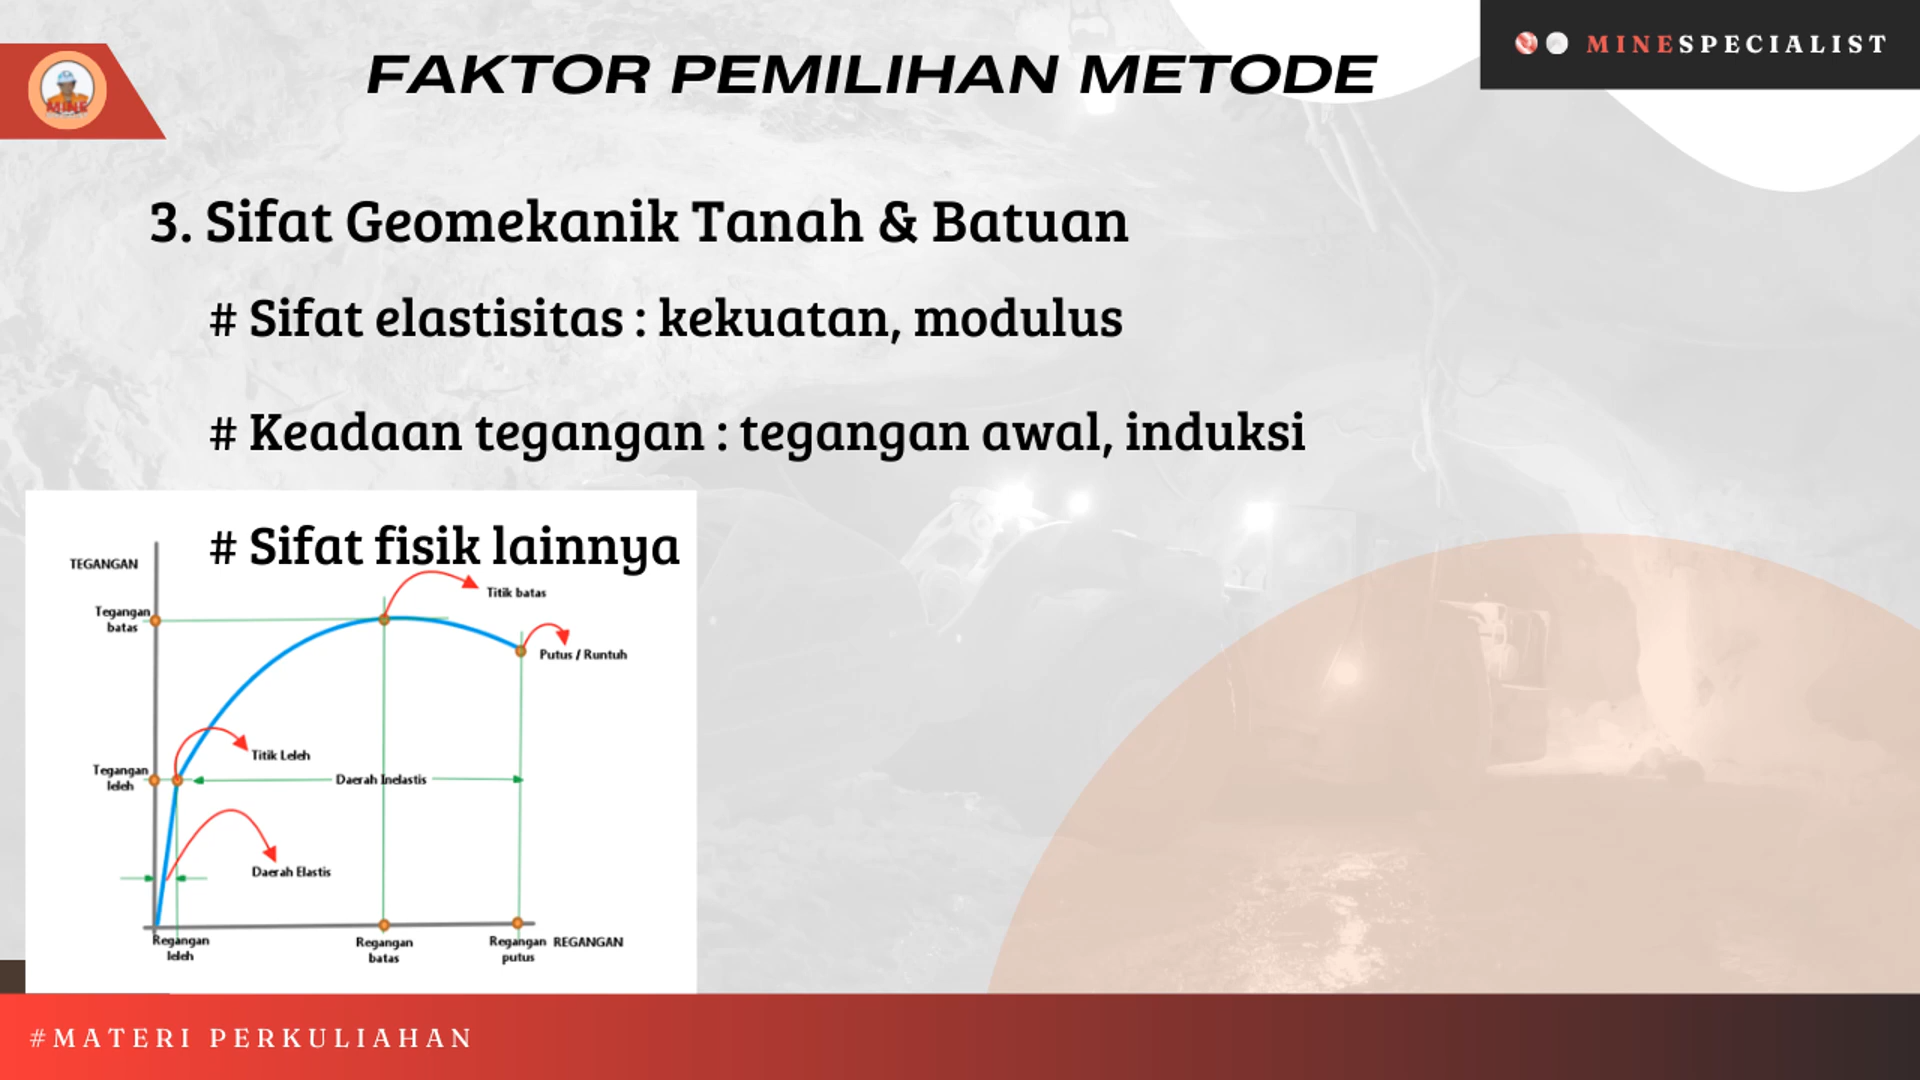 FAKTOR PEMILIHAN METODE
MINESPECIALIST
MINE
3. Sifat Geomekanik Tanah & Batuan
# Sifat elastisitas : kekuatan, modulus
# Keadaan tegangan : tegangan awal, induksi
# Sifat fisik lainnya
TEGANGAN
Titik batas
Tegangan
batas
Putus / Runtuh
Titik Leleh
Tegangan
leleh
Daerah Inelastis
Daerah Elastis
Regangan
leleh
Regangan
batas
Regangan
putus
REGANGAN
#MATERI PERKULIAHAN